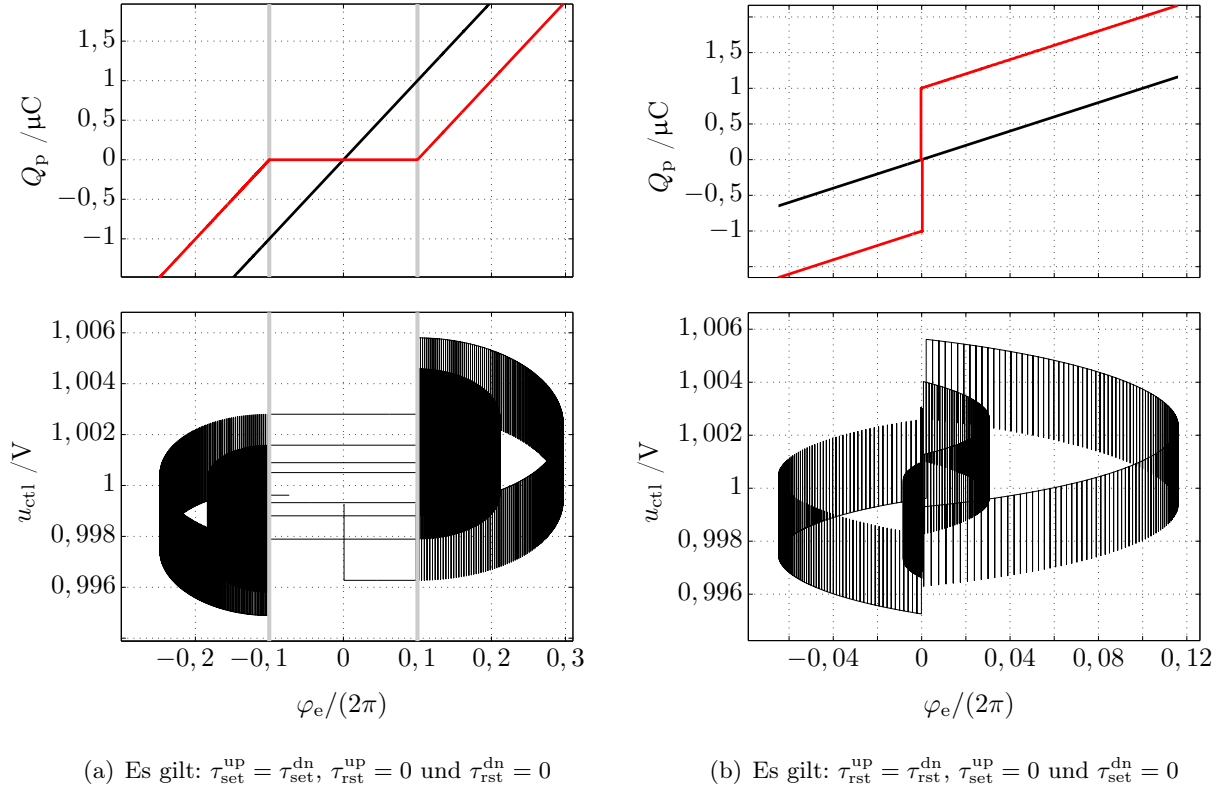 1,5
1
0,5
0
−0,5
−1
Q_p /µC
1,5
1
0,5
0
−0,5
−1
Q_p /µC
1,006
1,004
1,002
1
0,998
0,996
u_ctl /V
−0,2 −0,1 0 0,1 0,2 0,3
φ_e/(2π)
1,006
1,004
1,002
1
0,998
0,996
u_ctl /V
−0,04 0 0,04 0,08 0,12
φ_e/(2π)
(a) Es gilt: τ_set^up = τ_set^dn, τ_rst^up = 0 und τ_rst^dn = 0
(b) Es gilt: τ_rst^up = τ_rst^dn, τ_set^up = 0 und τ_set^dn = 0